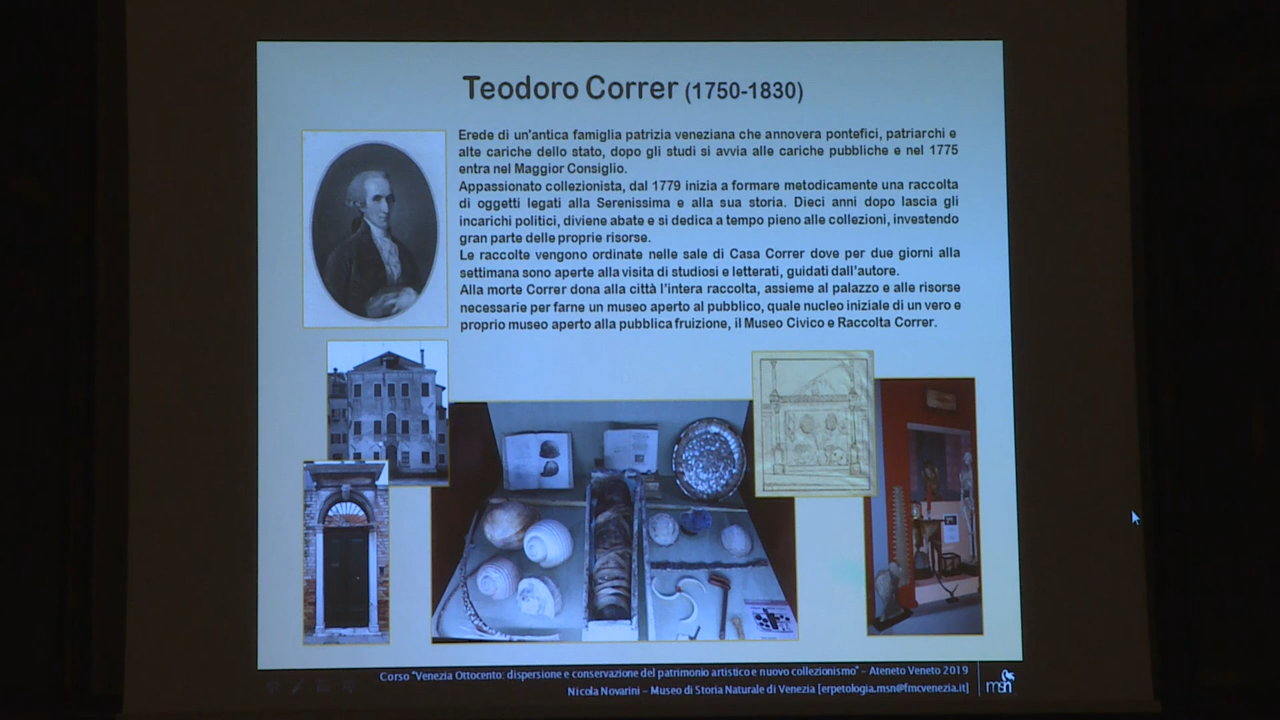 Teodoro Correr (1750-1830)
Erede di un'antica famiglia patrizia veneziana che annovera pontefici, patriarchi e
alte cariche dello stato, dopo gli studi si avvia alle cariche pubbliche e nel 1775
entra nel Maggior Consiglio.
Appassionato collezionista, dal 1779 inizia a formare metodicamente una raccolta
di oggetti legati alla Serenissima e alla sua storia. Dieci anni dopo lascia gli
incarichi politici, diviene abate e si dedica a tempo pieno alle collezioni, investendo
gran parte delle proprie risorse.
Le raccolte vengono ordinate nelle sale di Casa Correr dove per due giorni alla
settimana sono aperte alla visita di studiosi e letterati, guidati dall'autore.
Alla morte Correr dona alla città l'intera raccolta, assieme al palazzo e alle risorse
necessarie per farne un museo aperto al pubblico, quale nucleo iniziale di un vero e
proprio museo aperto alla pubblica fruizione, il Museo Civico e Raccolta Correr.
Corso "Venezia Ottocento: dispersione e conservazione del patrimonio artistico e nuovo collezionismo" – Ateneto Veneto 2019
Nicola Novarini – Museo di Storia Naturale di Venezia [erpetologia.msn@fmcvenezia.it]
msn